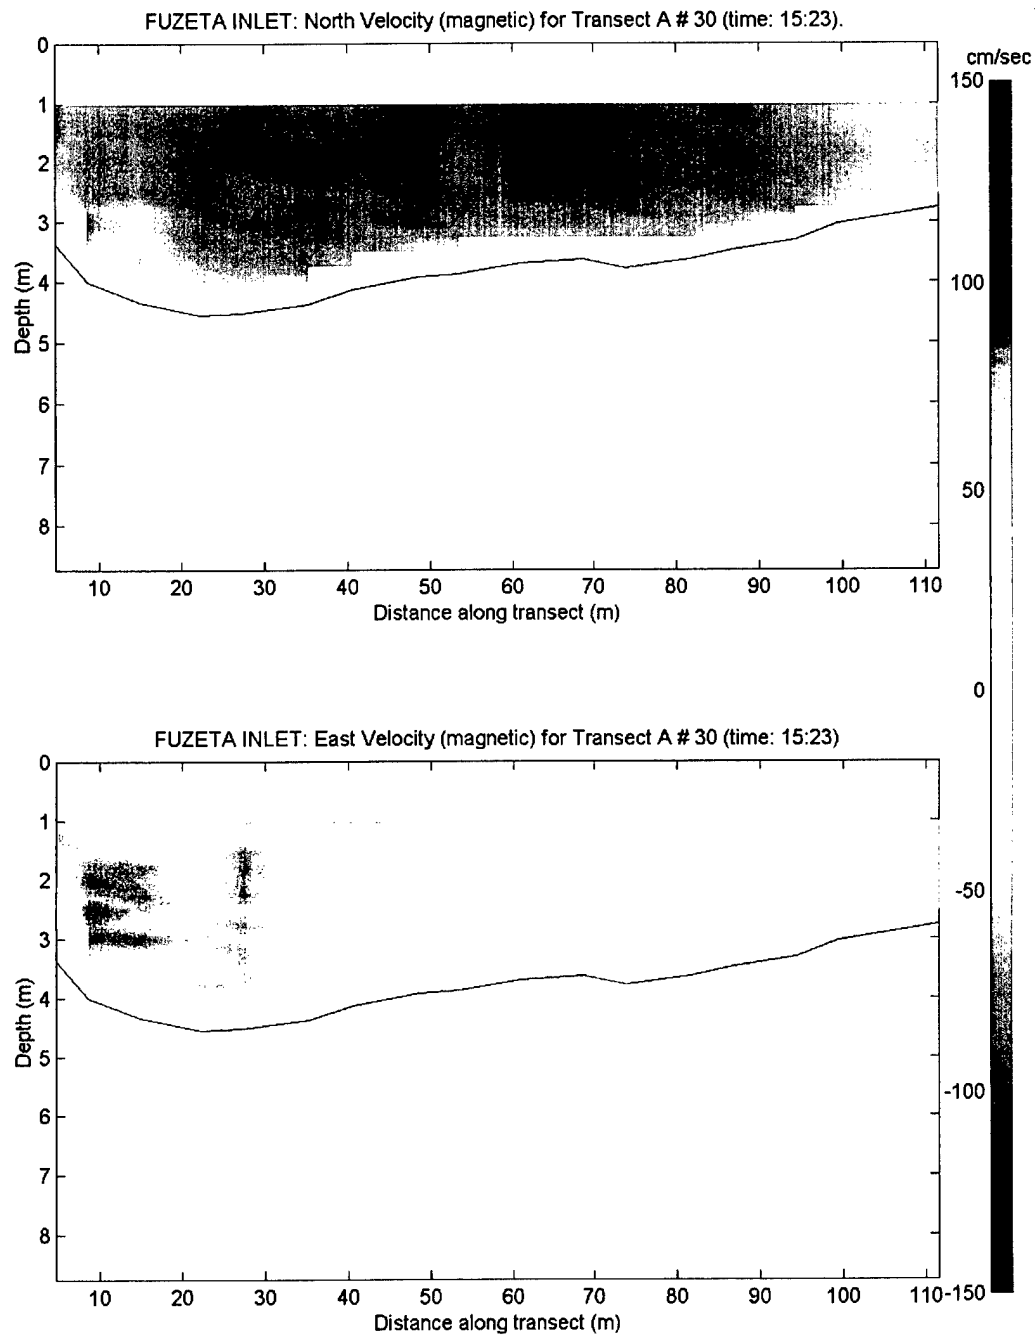 FUZETA INLET: North Velocity (magnetic) for Transect A # 30 (time: 15:23).
cm/sec
0
1
2
3
4
5
6
7
8
Depth (m)
10 20 30 40 50 60 70 80 90 100 110
Distance along transect (m)
150
100
50
0
-50
-100
-150
FUZETA INLET: East Velocity (magnetic) for Transect A # 30 (time: 15:23)
0
1
2
3
4
5
6
7
8
Depth (m)
10 20 30 40 50 60 70 80 90 100 110
Distance along transect (m)